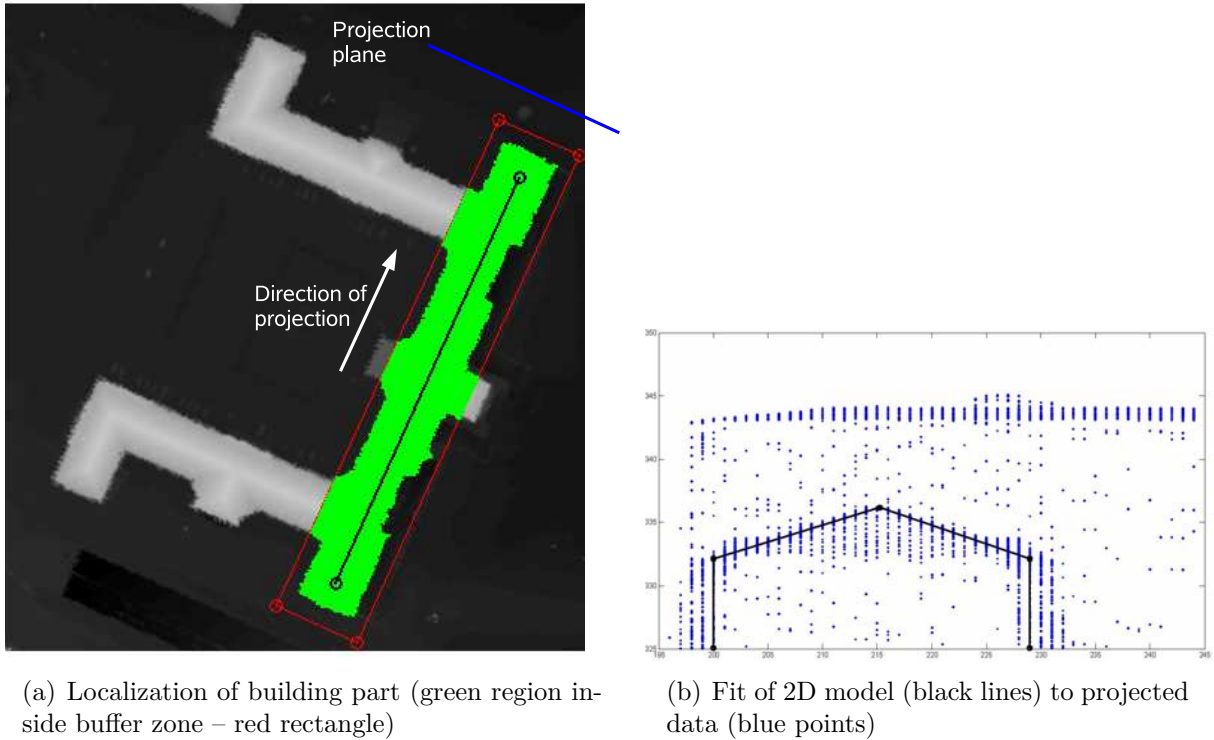 Projection
plane
Direction of
projection
350
345
340
335
330
325
195 200 205 210 215 220 225 230 235 240 245
(a) Localization of building part (green region in-
side buffer zone – red rectangle)
(b) Fit of 2D model (black lines) to projected
data (blue points)